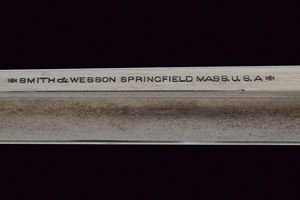 SMITH & WESSON SPRINGFIELD MASS. U. S. A